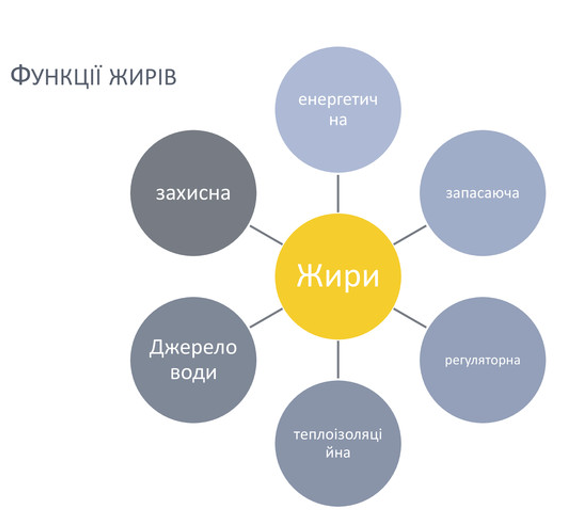 Функції жирів
енергетич
на
запасаюча
регуляторна
теплоізоляці
йна
Джерело
води
захисна
Жири